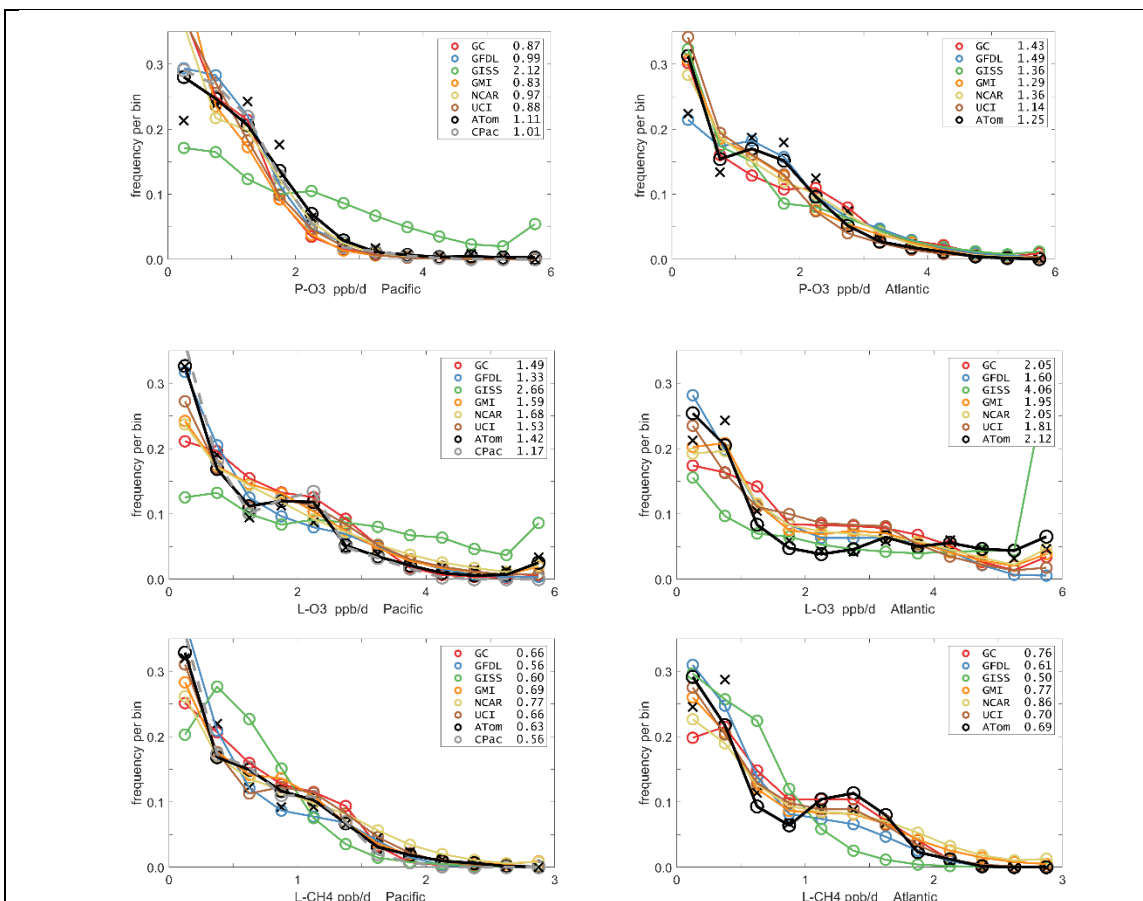 frequency per bin
0.3
0.2
0.1
0.0
0 2 4 6
P-O3 ppb/d Pacific
GC 0.87
GFDL 0.99
GISS 2.12
GMI 0.83
NCAR 0.97
UCI 0.88
ATom 1.11
CPac 1.01
frequency per bin
0.3
0.2
0.1
0.0
0 2 4 6
P-O3 ppb/d Atlantic
GC 1.43
GFDL 1.49
GISS 1.36
GMI 1.29
NCAR 1.36
UCI 1.14
ATom 1.25
frequency per bin
0.3
0.2
0.1
0.0
0 2 4 6
L-O3 ppb/d Pacific
GC 1.49
GFDL 1.33
GISS 2.66
GMI 1.59
NCAR 1.68
UCI 1.53
ATom 1.42
CPac 1.17
frequency per bin
0.3
0.2
0.1
0.0
0 2 4 6
L-O3 ppb/d Atlantic
GC 2.05
GFDL 1.60
GISS 4.06
GMI 1.95
NCAR 2.05
UCI 1.81
ATom 2.12
frequency per bin
0.3
0.2
0.1
0.0
0 1 2 3
L-CH4 ppb/d Pacific
GC 0.66
GFDL 0.56
GISS 0.60
GMI 0.69
NCAR 0.77
UCI 0.66
ATom 0.63
CPac 0.56
frequency per bin
0.3
0.2
0.1
0.0
0 1 2 3
L-CH4 ppb/d Atlantic
GC 0.76
GFDL 0.61
GISS 0.50
GMI 0.77
NCAR 0.86
UCI 0.70
ATom 0.69